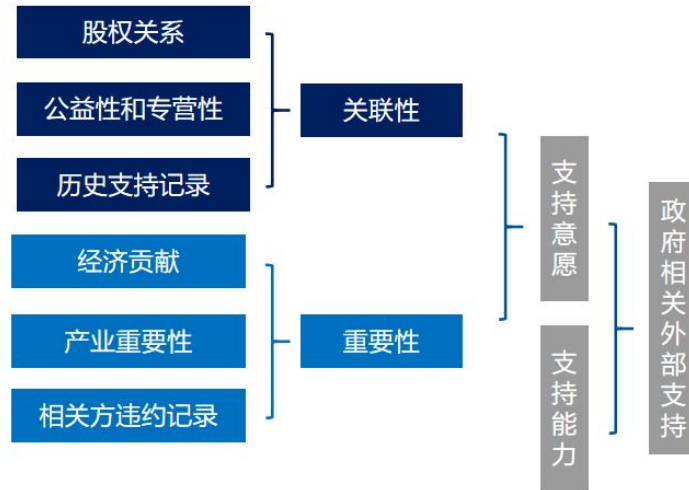 股权关系
公益性和专营性
历史支持记录
关联性
经济贡献
产业重要性
相关方违约记录
重要性
支持意愿
支持能力
政府相关外部支持